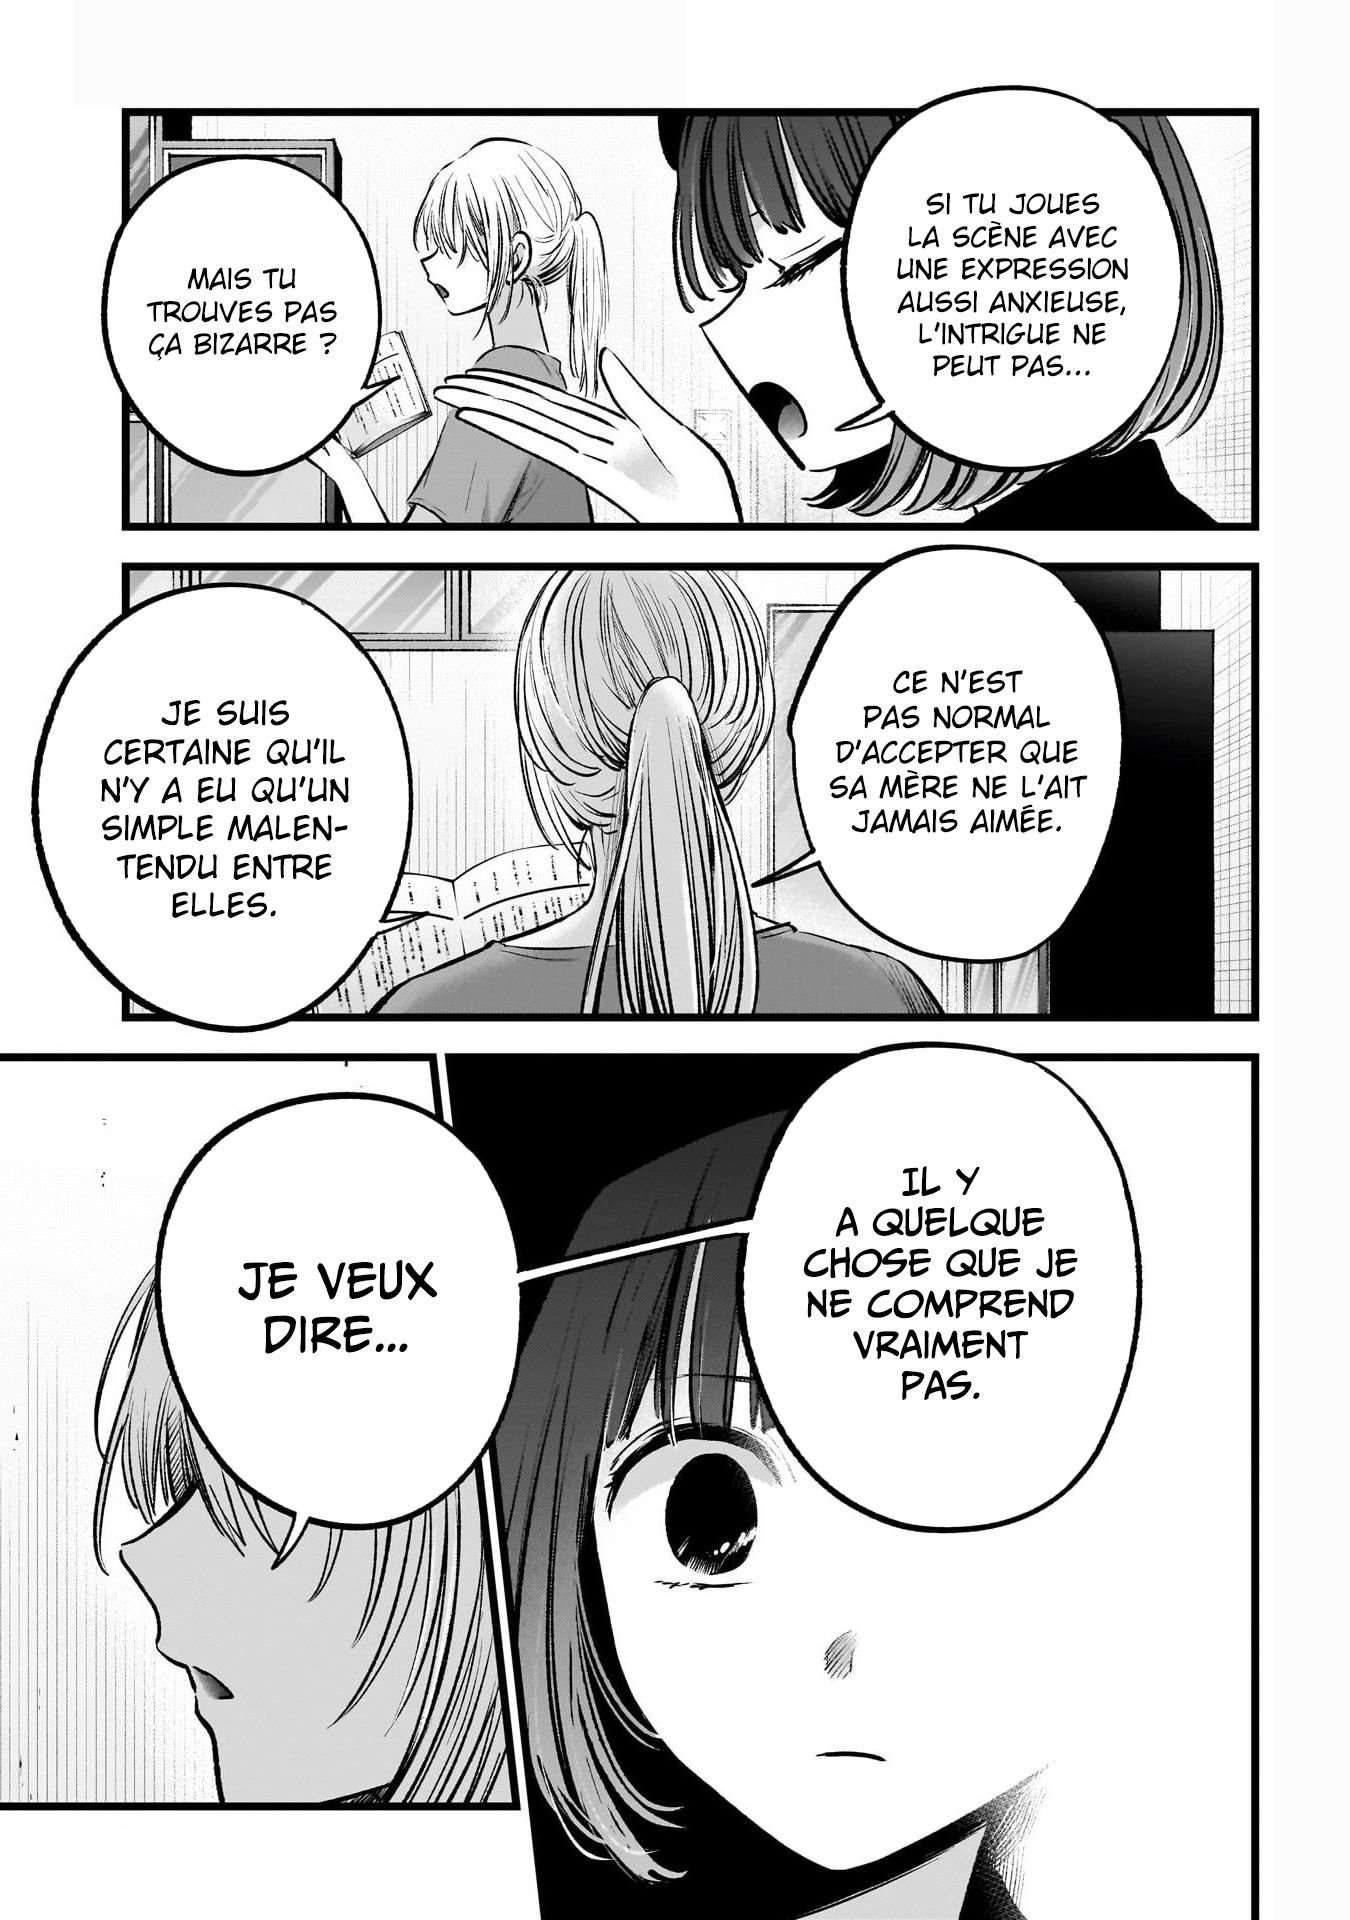 SI TU JOUES
LA SCÈNE AVEC
UNE EXPRESSION
AUSSI ANXIEUSE,
L'INTRIGUE NE
PEUT PAS...
MAIS TU
TROUVES PAS
ÇA BIZARRE ?
CE N'EST
PAS NORMAL
D'ACCEPTER QUE
SA MÈRE NE L'AIT
JAMAIS AIMÉE.
JE SUIS
CERTAINE QU'IL
N'Y A EU QU'UN
SIMPLE MALEN-
TENDU ENTRE
ELLES.
IL Y
A QUELQUE
CHOSE QUE JE
NE COMPREND
VRAIMENT
PAS.
JE VEUX
DIRE...